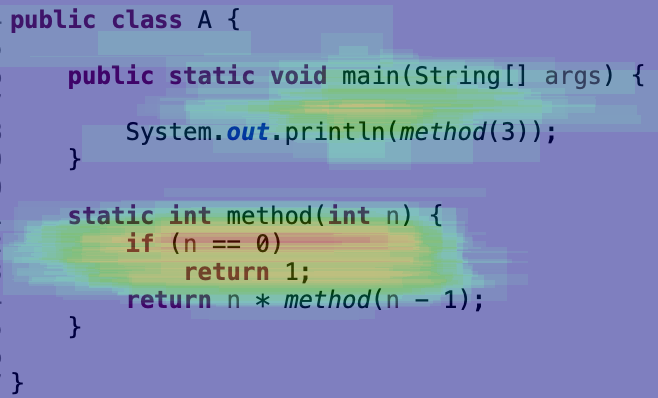 public class A {
public static void main(String[] args) {
System.out.println(method(3));
}
static int method(int n) {
if (n == 0)
return 1;
return n * method(n - 1);
}
}